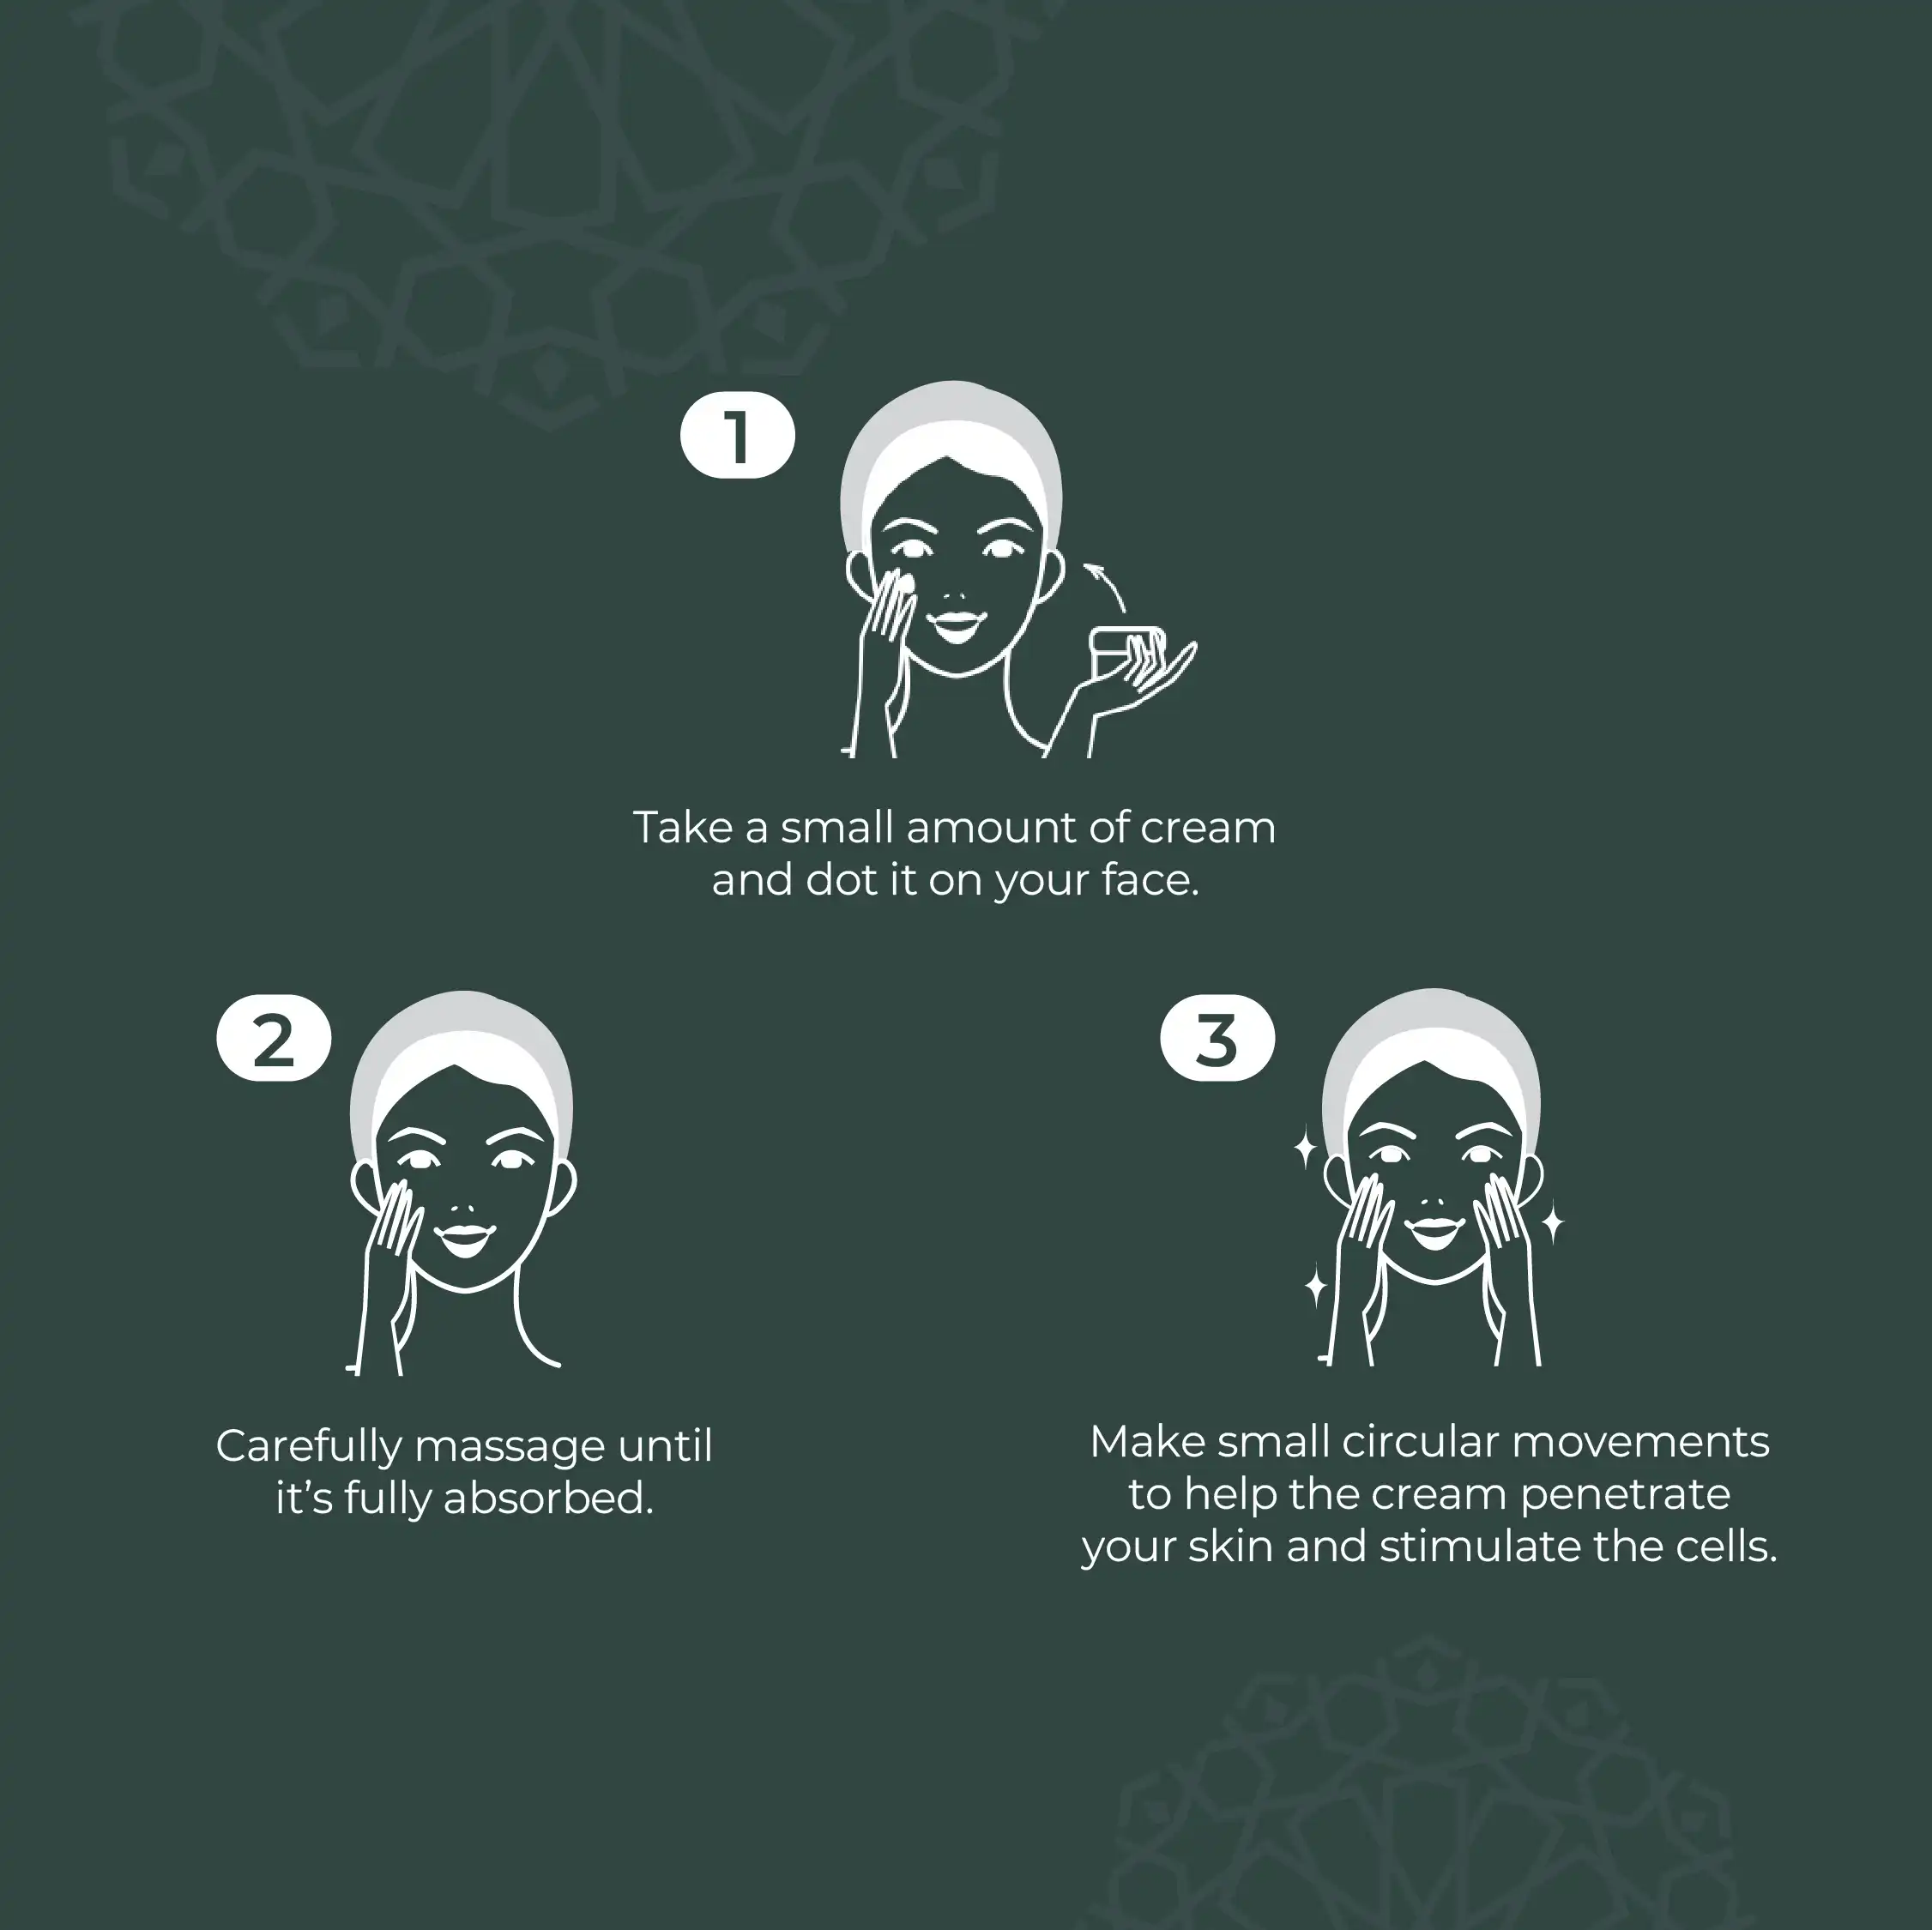 1
Take a small amount of cream
and dot it on your face.
2
Carefully massage until
it's fully absorbed.
3
Make small circular movements
to help the cream penetrate
your skin and stimulate the cells.